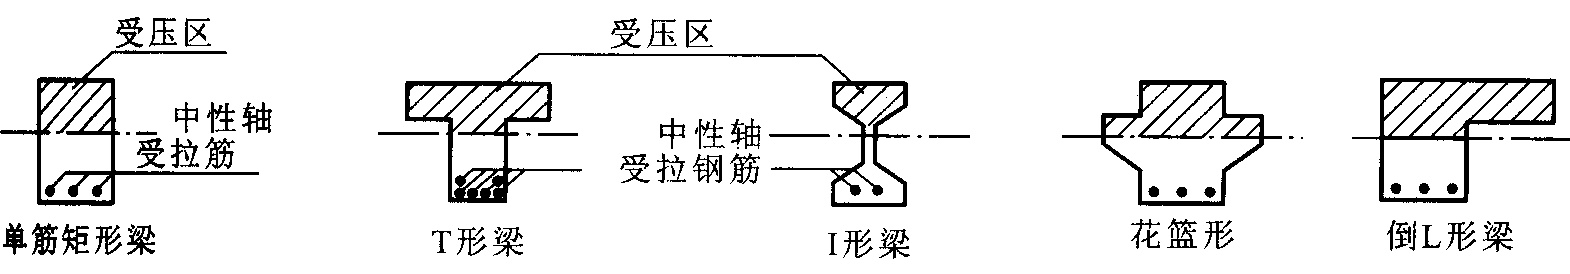 受压区
受压区
中性轴
受拉筋
中性轴
受拉钢筋
单筋矩形梁
T形梁
I形梁
花篮形
倒L形梁